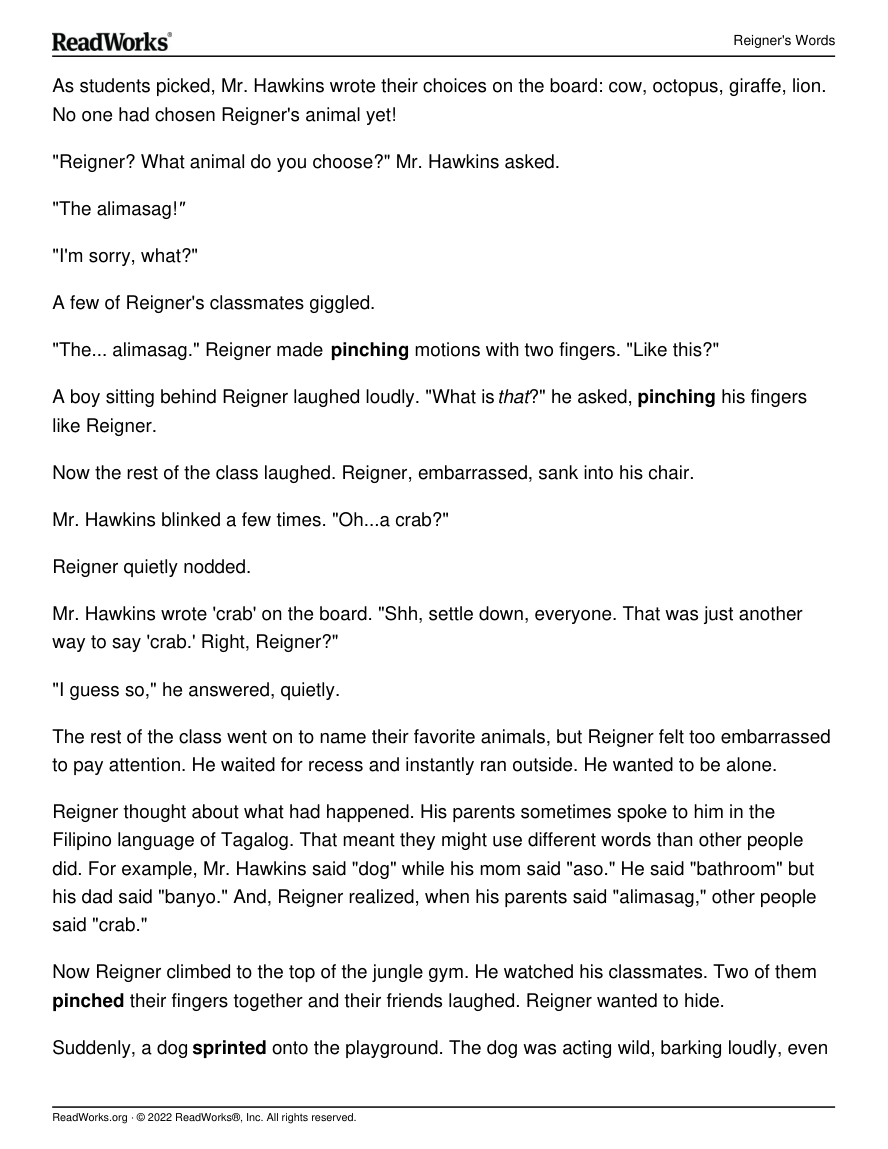 ReadWorks®
Reigner's Words
As students picked, Mr. Hawkins wrote their choices on the board: cow, octopus, giraffe, lion.
No one had chosen Reigner's animal yet!
"Reigner? What animal do you choose?" Mr. Hawkins asked.
"The alimasag!"
"I'm sorry, what?"
A few of Reigner's classmates giggled.
"The... alimasag." Reigner made pinching motions with two fingers. "Like this?"
A boy sitting behind Reigner laughed loudly. "What is that?" he asked, pinching his fingers
like Reigner.
Now the rest of the class laughed. Reigner, embarrassed, sank into his chair.
Mr. Hawkins blinked a few times. "Oh...a crab?"
Reigner quietly nodded.
Mr. Hawkins wrote 'crab' on the board. "Shh, settle down, everyone. That was just another
way to say 'crab.' Right, Reigner?"
"I guess so," he answered, quietly.
The rest of the class went on to name their favorite animals, but Reigner felt too embarrassed
to pay attention. He waited for recess and instantly ran outside. He wanted to be alone.
Reigner thought about what had happened. His parents sometimes spoke to him in the
Filipino language of Tagalog. That meant they might use different words than other people
did. For example, Mr. Hawkins said "dog" while his mom said "aso." He said "bathroom" but
his dad said "banyo." And, Reigner realized, when his parents said "alimasag," other people
said "crab."
Now Reigner climbed to the top of the jungle gym. He watched his classmates. Two of them
pinched their fingers together and their friends laughed. Reigner wanted to hide.
Suddenly, a dog sprinted onto the playground. The dog was acting wild, barking loudly, even
ReadWorks.org · © 2022 ReadWorks®, Inc. All rights reserved.